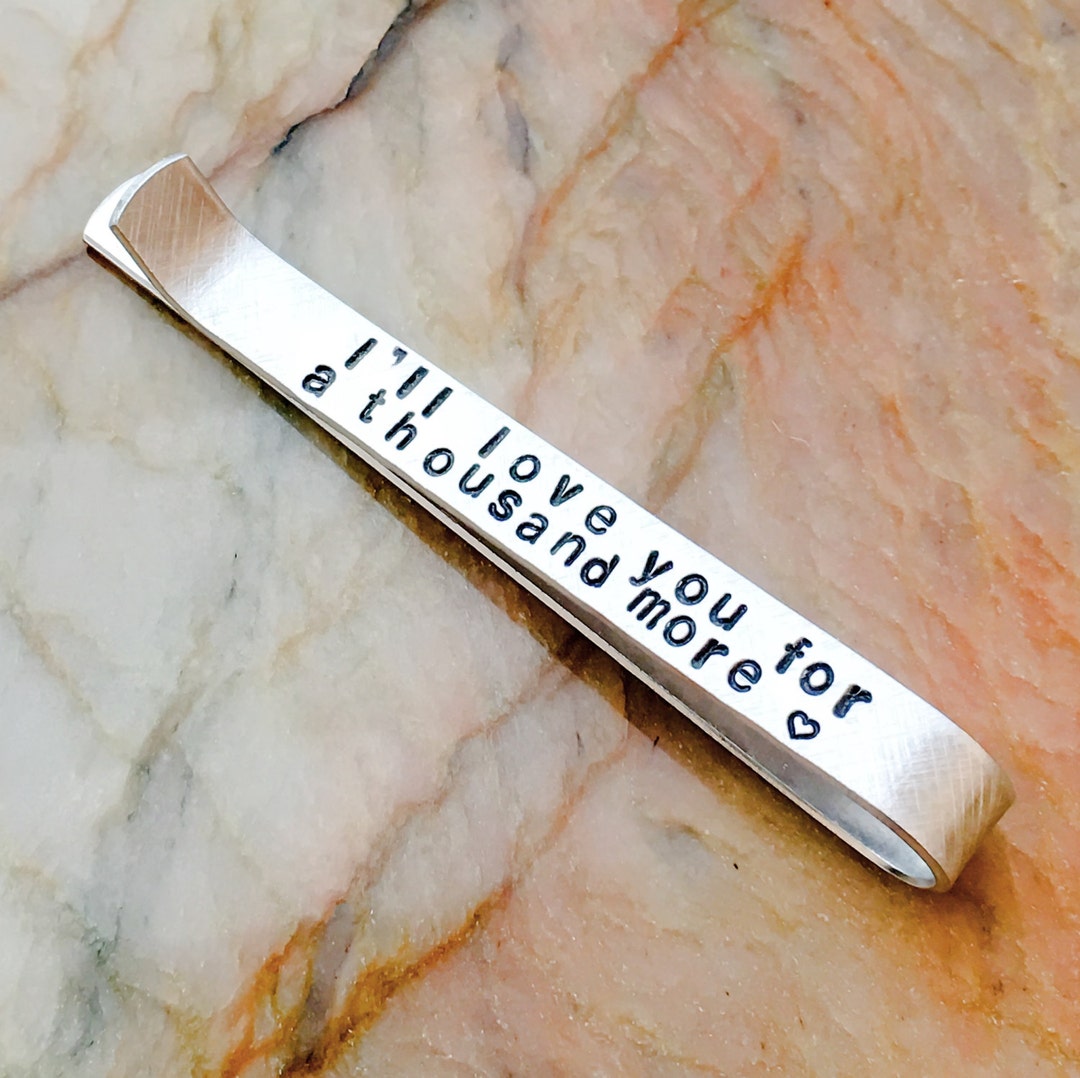 I'll love you for
a thousand more ♡